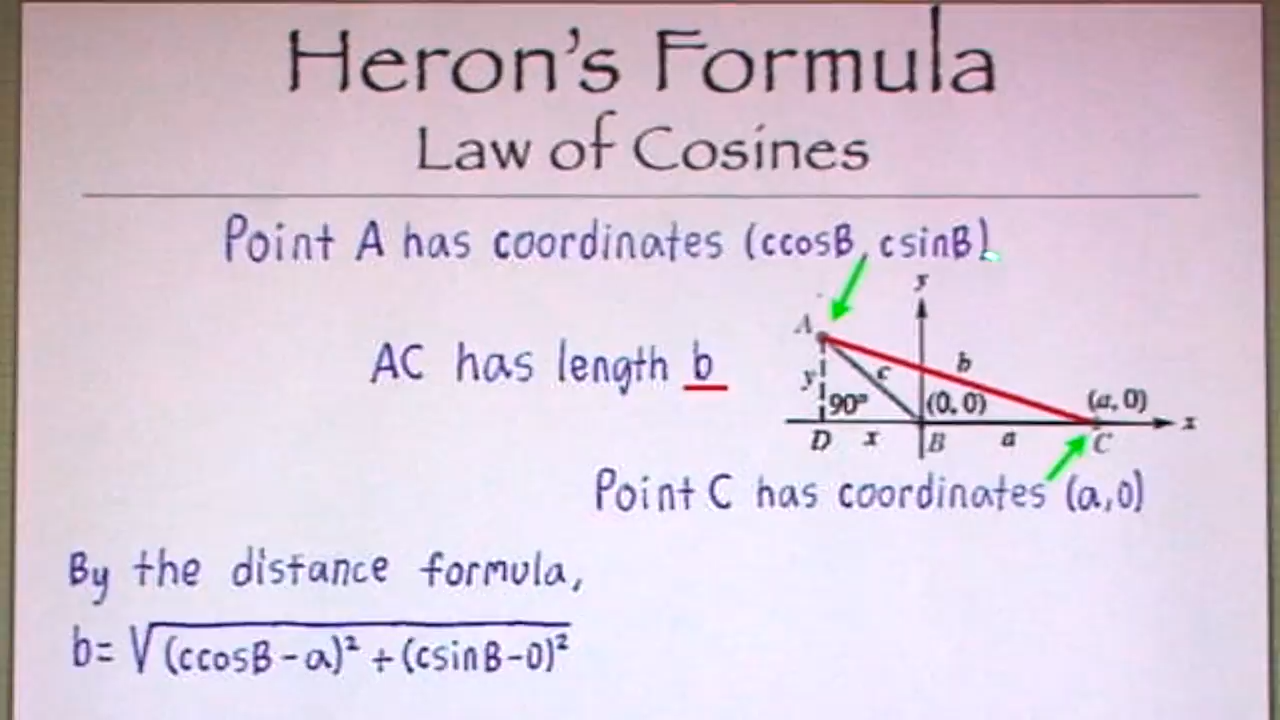 Heron's Formula
Law of Cosines
Point A has coordinates (ccosB, csinB).
y
A
AC has length b
c
b
y
90°
(0, 0)
(a, 0)
x
D
x
B
a
C
Point C has coordinates (a,0)
By the distance formula,
b=√(ccosB-a)² + (csinB-0)²